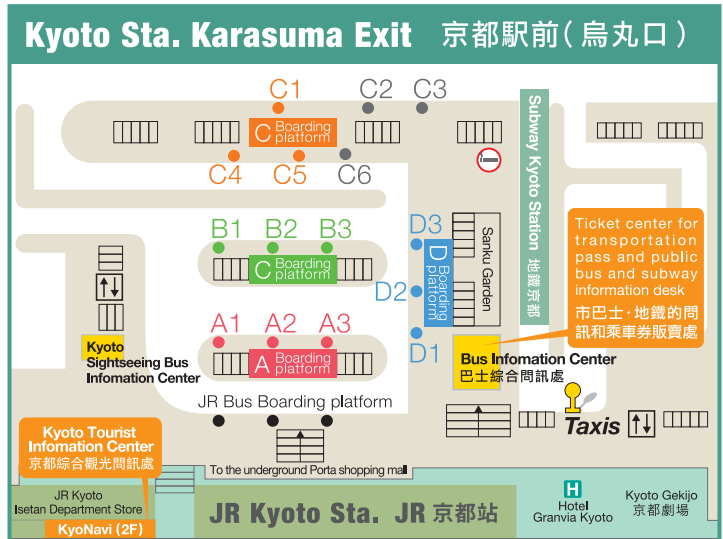 Kyoto Sta. Karasuma Exit 京都駅前(烏丸口)
C1
C2
C3
C Boarding platform
C4
C5
C6
Subway Kyoto Station 地鐵京都
B1
B2
B3
C Boarding platform
D3
D2
D1
D Boarding platform
Sanku Garden
Ticket center for
transportation
pass and public
bus and subway
information desk
市巴士·地鐵的問
訊和乘車券販賣處
A1
A2
A3
A Boarding platform
Kyoto
Sightseeing Bus
Infomation Center
Bus Infomation Center
巴士綜合問訊處
JR Bus Boarding platform
Taxis
Kyoto Tourist
Infomation Center
京都綜合觀光問訊處
To the underground Porta shopping mall
JR Kyoto
Isetan Department Store
KyoNavi (2F)
JR Kyoto Sta. JR 京都站
H
Hotel
Granvia Kyoto
Kyoto Gekijo
京都劇場